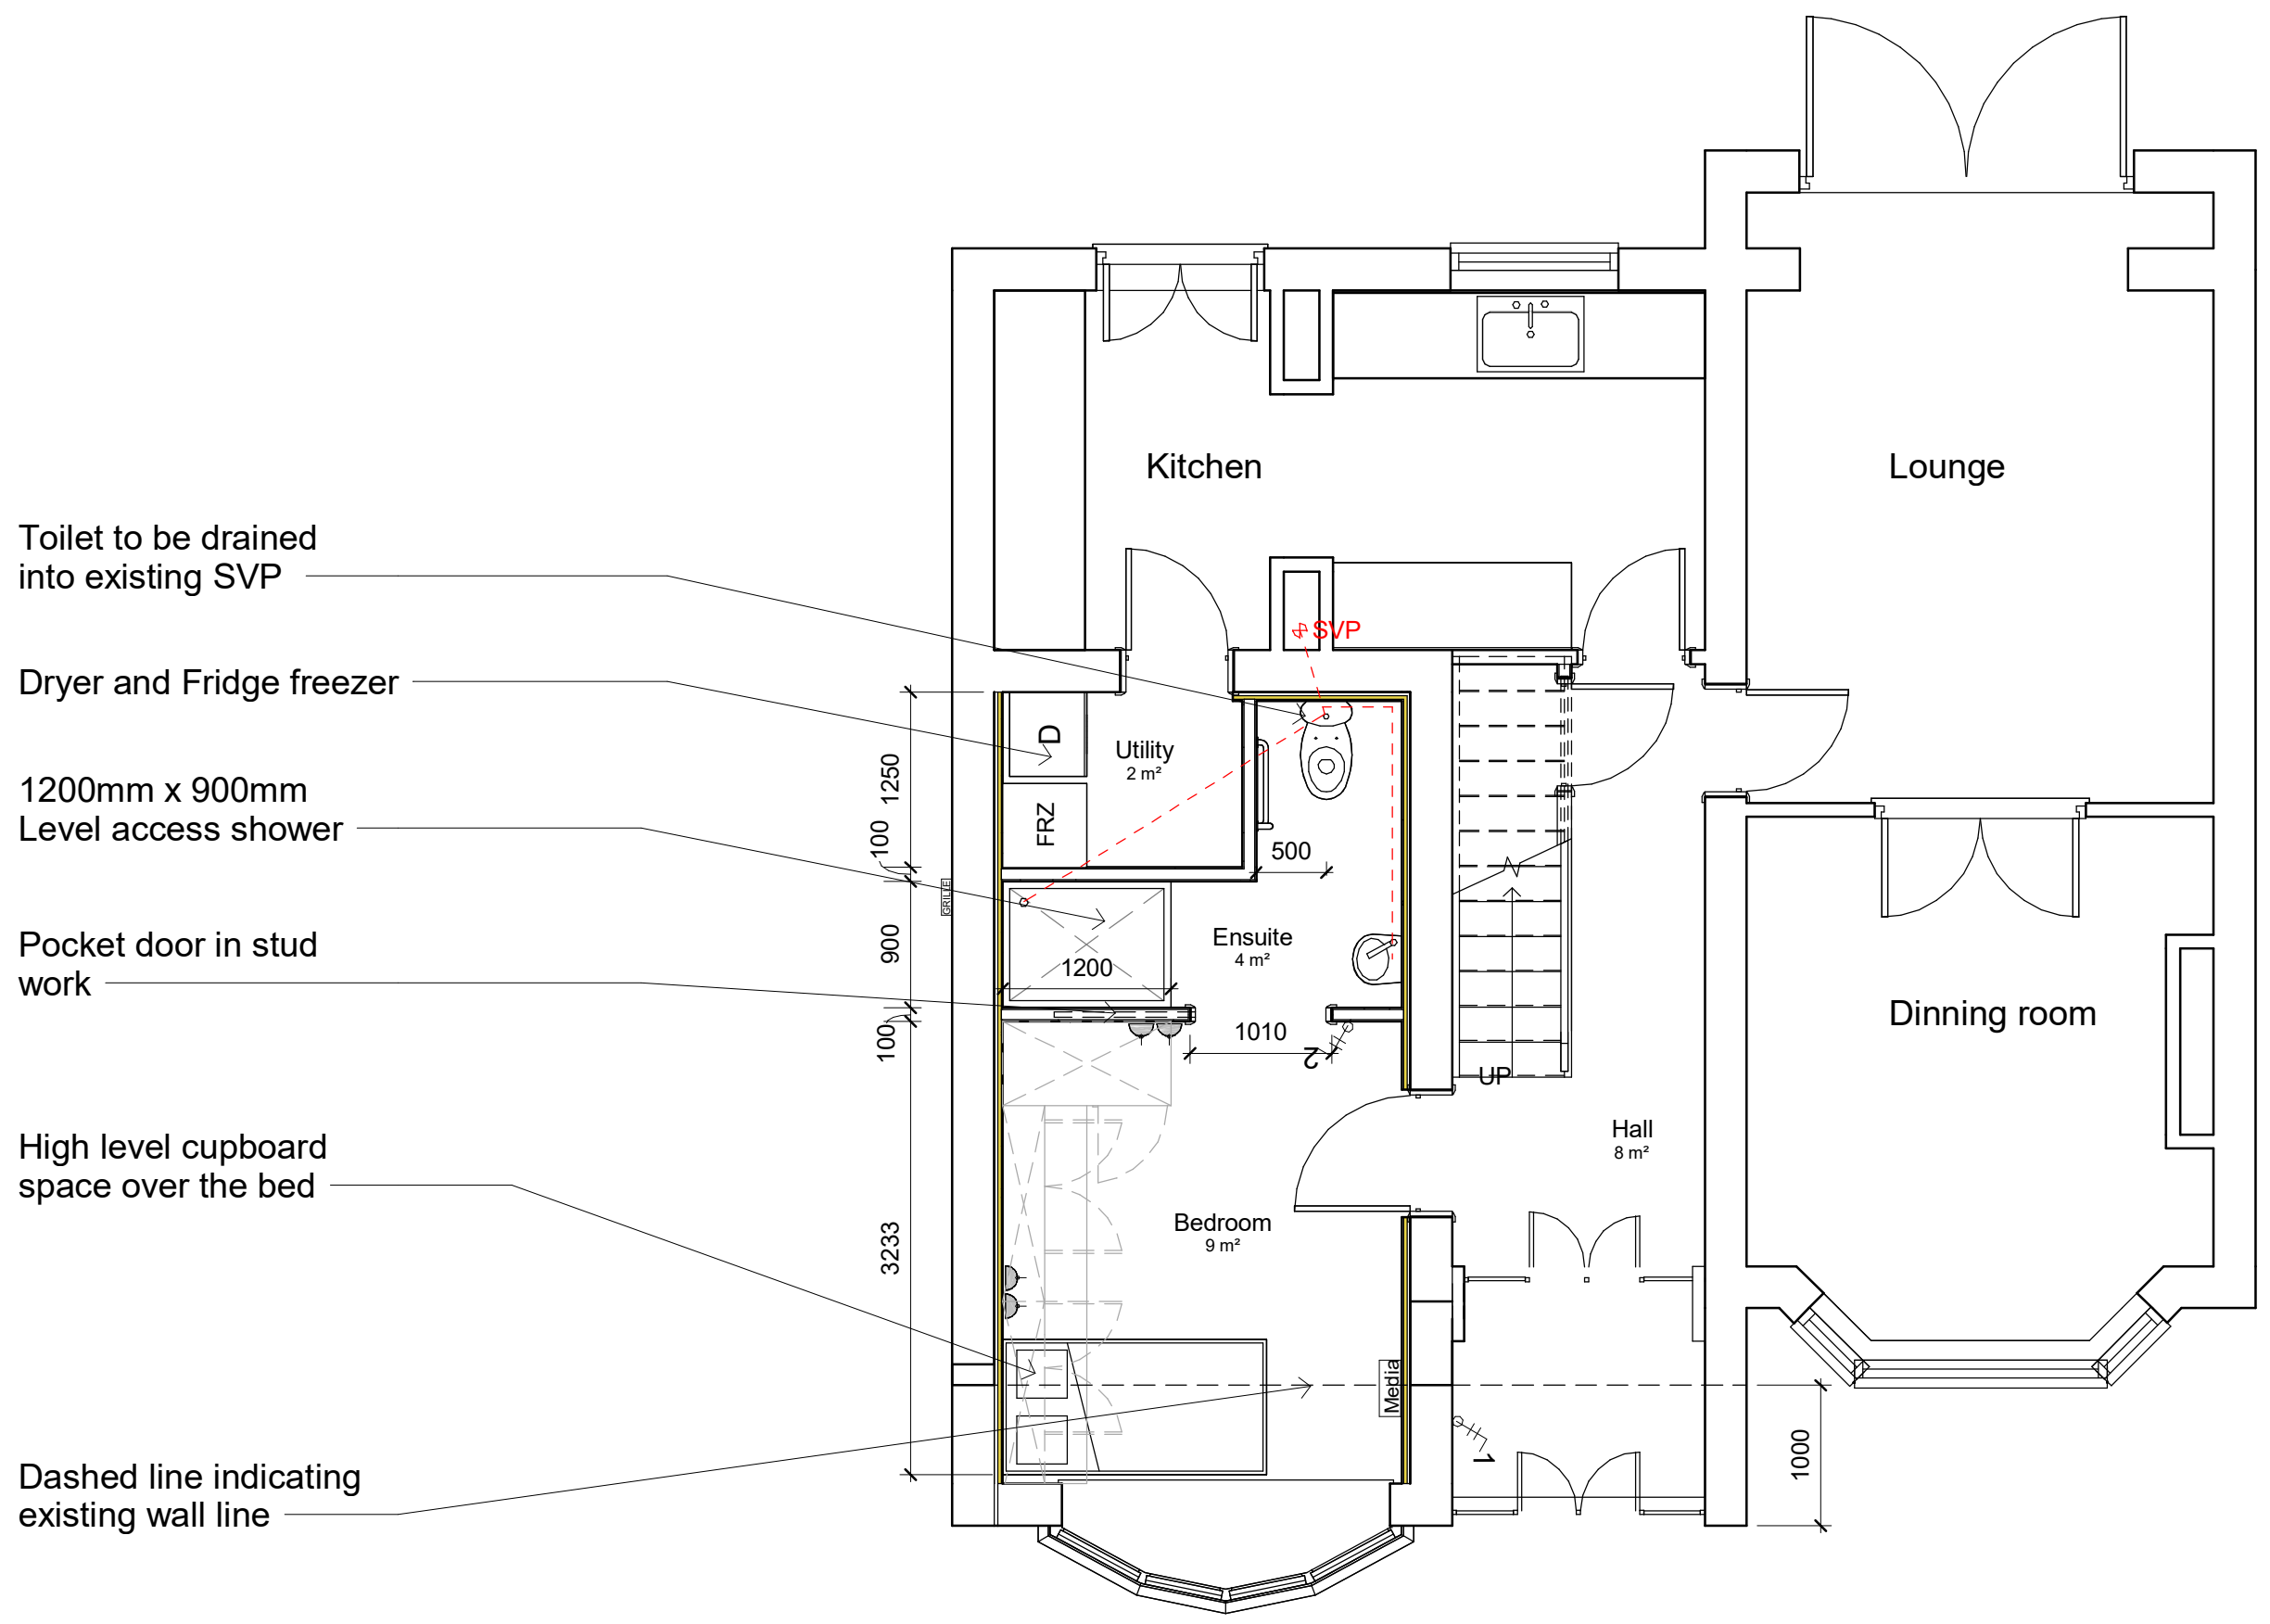 Kitchen
Lounge
Toilet to be drained
into existing SVP
SVP
Dryer and Fridge freezer
D
Utility
2 m²
1250
1200mm x 900mm
Level access shower
FRZ
100
500
GRILLE
Pocket door in stud
work
900
Ensuite
4 m²
1200
Dinning room
100
1010
2
UP
High level cupboard
space over the bed
Hall
8 m²
Bedroom
9 m²
3233
Media
Dashed line indicating
existing wall line
1
1000